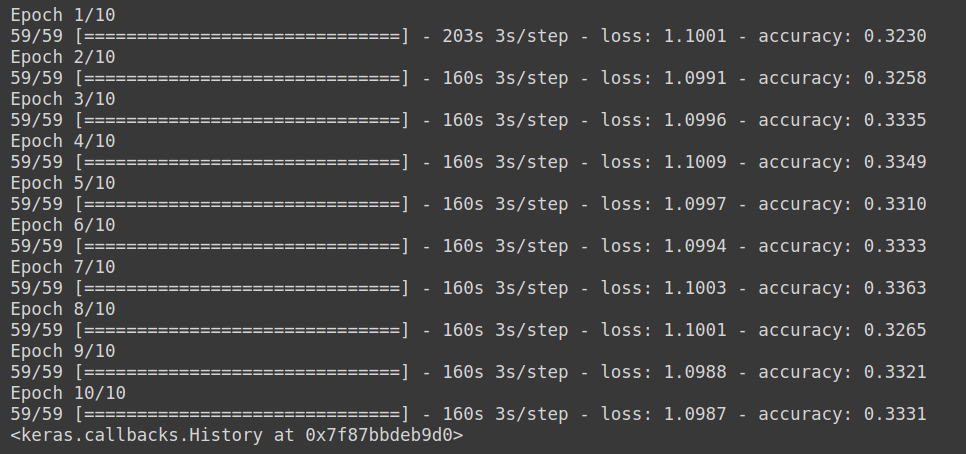 Epoch 1/10
59/59 [==============================] - 203s 3s/step - loss: 1.1001 - accuracy: 0.3230
Epoch 2/10
59/59 [==============================] - 160s 3s/step - loss: 1.0991 - accuracy: 0.3258
Epoch 3/10
59/59 [==============================] - 160s 3s/step - loss: 1.0996 - accuracy: 0.3335
Epoch 4/10
59/59 [==============================] - 160s 3s/step - loss: 1.1009 - accuracy: 0.3349
Epoch 5/10
59/59 [==============================] - 160s 3s/step - loss: 1.0997 - accuracy: 0.3310
Epoch 6/10
59/59 [==============================] - 160s 3s/step - loss: 1.0994 - accuracy: 0.3333
Epoch 7/10
59/59 [==============================] - 160s 3s/step - loss: 1.1003 - accuracy: 0.3363
Epoch 8/10
59/59 [==============================] - 160s 3s/step - loss: 1.1001 - accuracy: 0.3265
Epoch 9/10
59/59 [==============================] - 160s 3s/step - loss: 1.0988 - accuracy: 0.3321
Epoch 10/10
59/59 [==============================] - 160s 3s/step - loss: 1.0987 - accuracy: 0.3331
<keras.callbacks.History at 0x7f87bbdeb9d0>